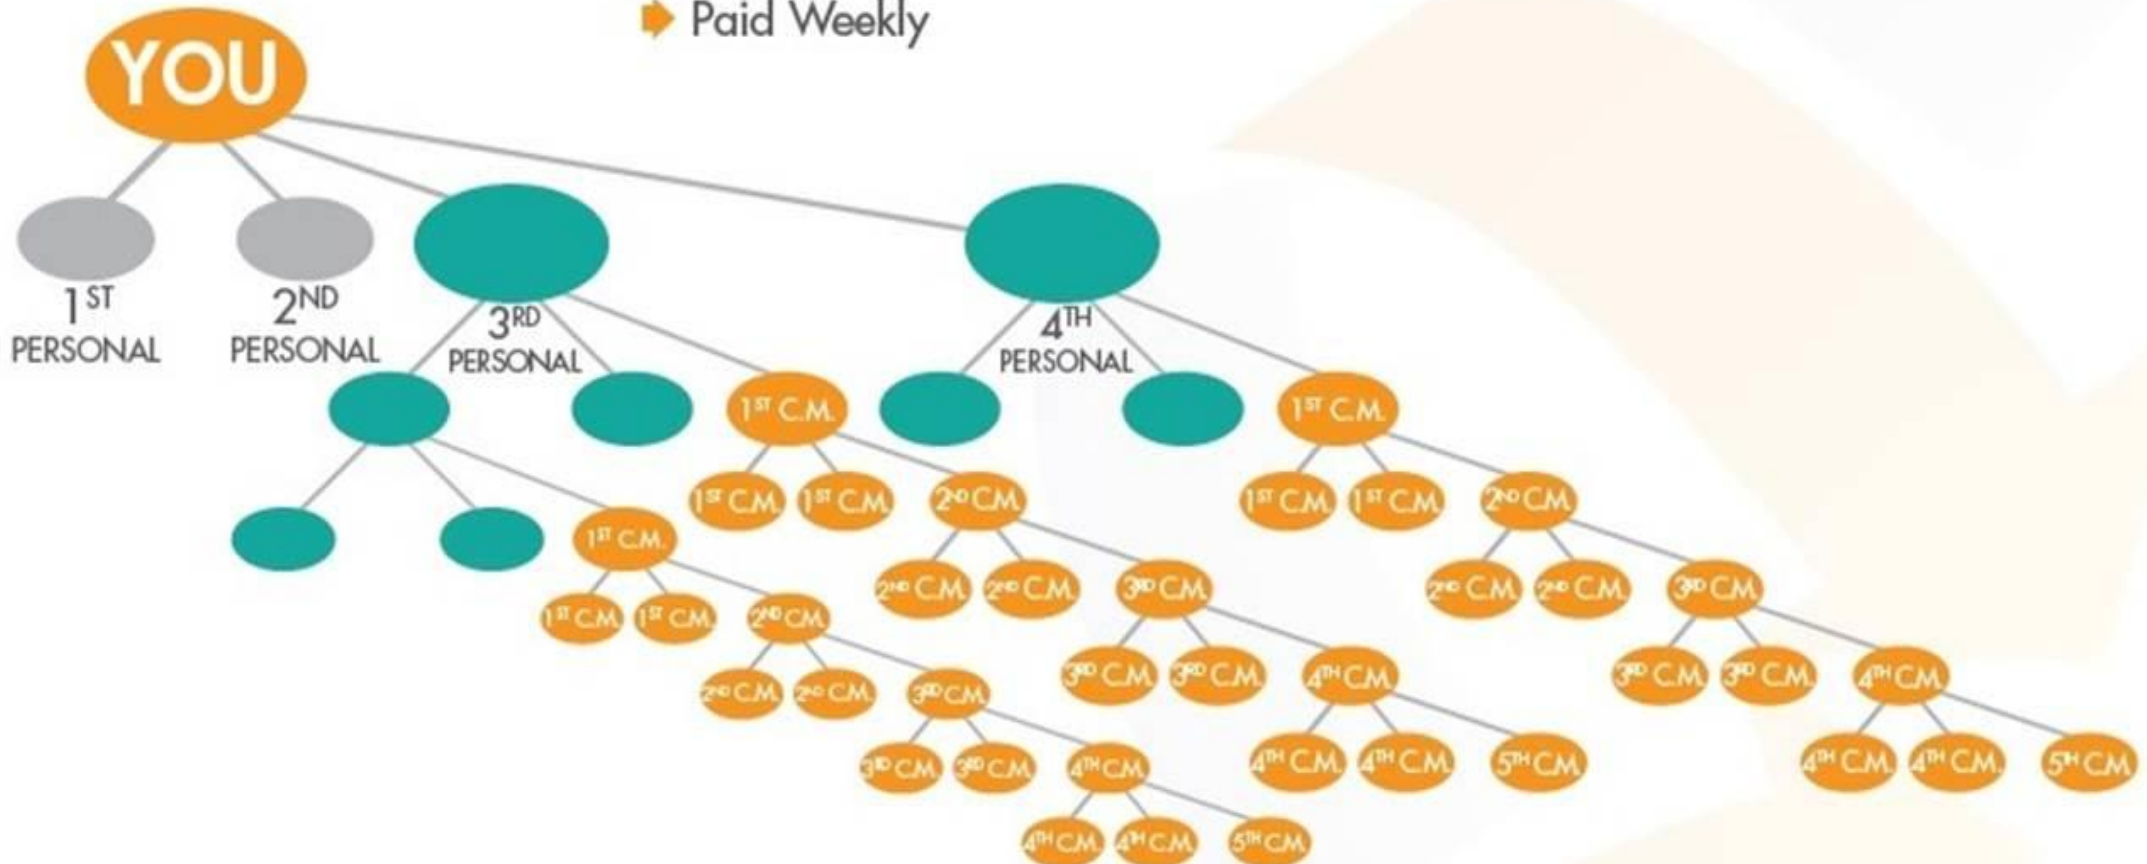 Paid Weekly
YOU
1ST
PERSONAL
2ND
PERSONAL
3RD
PERSONAL
4TH
PERSONAL
1ST C.M.
1ST C.M.
1ST C.M. 1ST C.M. 2ND C.M.
1ST C.M. 1ST C.M. 2ND C.M.
1ST C.M.
2ND C.M. 2ND C.M. 3RD C.M.
2ND C.M. 2ND C.M. 3RD C.M.
1ST C.M. 1ST C.M. 2ND C.M.
3RD C.M. 3RD C.M. 4TH C.M.
3RD C.M. 3RD C.M. 4TH C.M.
2ND C.M. 2ND C.M. 3RD C.M.
4TH C.M. 4TH C.M. 5TH C.M.
4TH C.M. 4TH C.M. 5TH C.M.
3RD C.M. 3RD C.M. 4TH C.M.
4TH C.M. 4TH C.M. 5TH C.M.